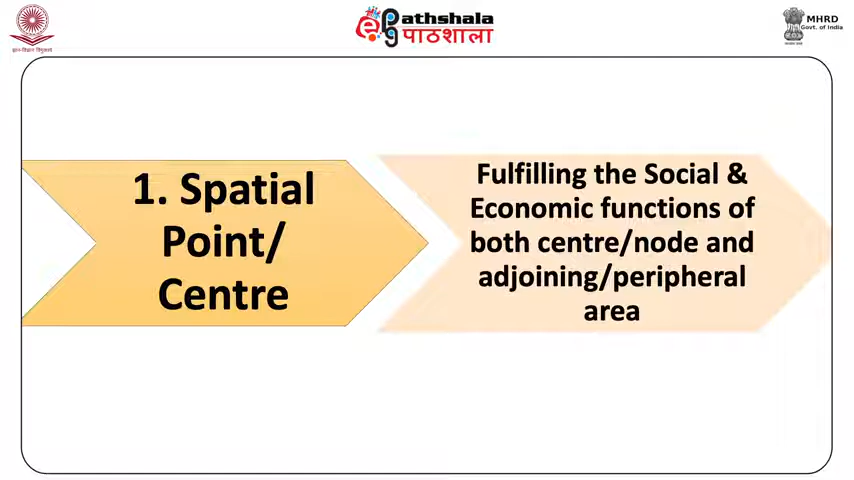 Pathshala
पाठशाला
MHRD
Govt. of India
1. Spatial
Point/
Centre
Fulfilling the Social &
Economic functions of
both centre/node and
adjoining/peripheral
area